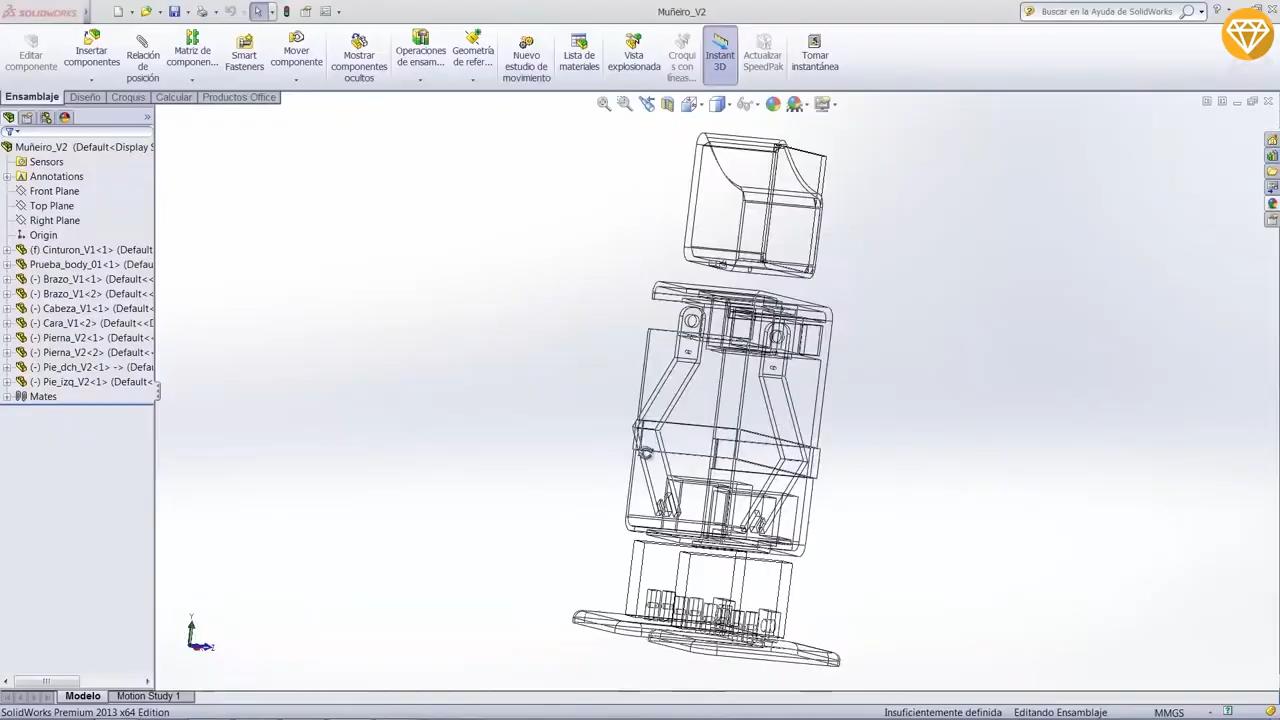 SOLIDWORKS
Muñeiro_V2
Buscar en la Ayuda de SolidWorks
Editar componente
Insertar componentes
Relación de posición
Matriz de componen...
Smart Fasteners
Mover componente
Mostrar componentes ocultos
Operaciones de ensam...
Geometría de refer...
Nuevo estudio de movimiento
Lista de materiales
Vista explosionada
Croquis con líneas...
Instant 3D
Actualizar SpeedPak
Tomar instantánea
Ensamblaje
Diseño
Croquis
Calcular
Productos Office
Muñeiro_V2 (Default<Display S
Sensors
Annotations
Front Plane
Top Plane
Right Plane
Origin
(f) Cinturon_V1<1> (Default
Prueba_body_01<1> (Defau
(-) Brazo_V1<1> (Default<<
(-) Brazo_V1<2> (Default<<
(-) Cabeza_V1<1> (Default<
(-) Cara_V1<2> (Default<<D
(-) Pierna_V2<1> (Default<
(-) Pierna_V2<2> (Default<
(-) Pie_dch_V2<1> -> (Defau
(-) Pie_izq_V2<1> (Default<
Mates
Y
Z
Modelo
Motion Study 1
SolidWorks Premium 2013 x64 Edition
Insuficientemente definida
Editando Ensamblaje
MMGS